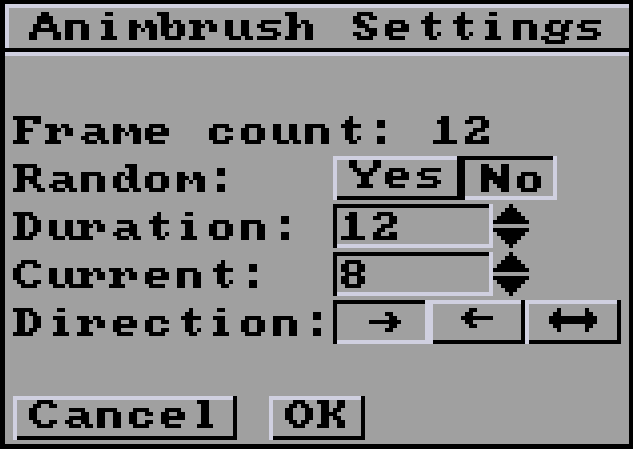 Animbrush Settings
Frame count: 12
Random: Yes No
Duration: 12
Current: 8
Direction: → ← ↔
Cancel OK